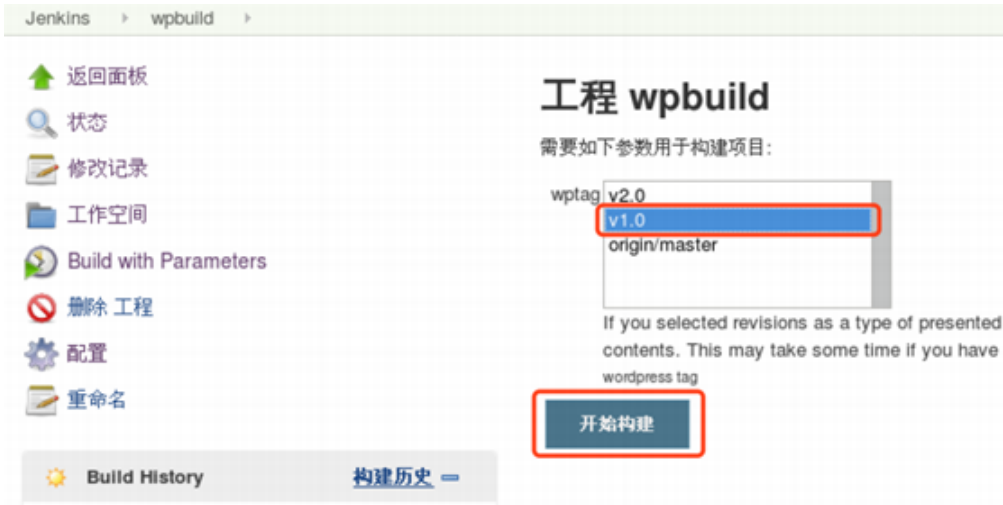 Jenkins wpbuild
返回面板
状态
修改记录
工作空间
Build with Parameters
删除 工程
配置
重命名
Build History 构建历史
工程 wpbuild
需要如下参数用于构建项目:
wptag v2.0
v1.0
origin/master
If you selected revisions as a type of presented
contents. This may take some time if you have
wordpress tag
开始构建